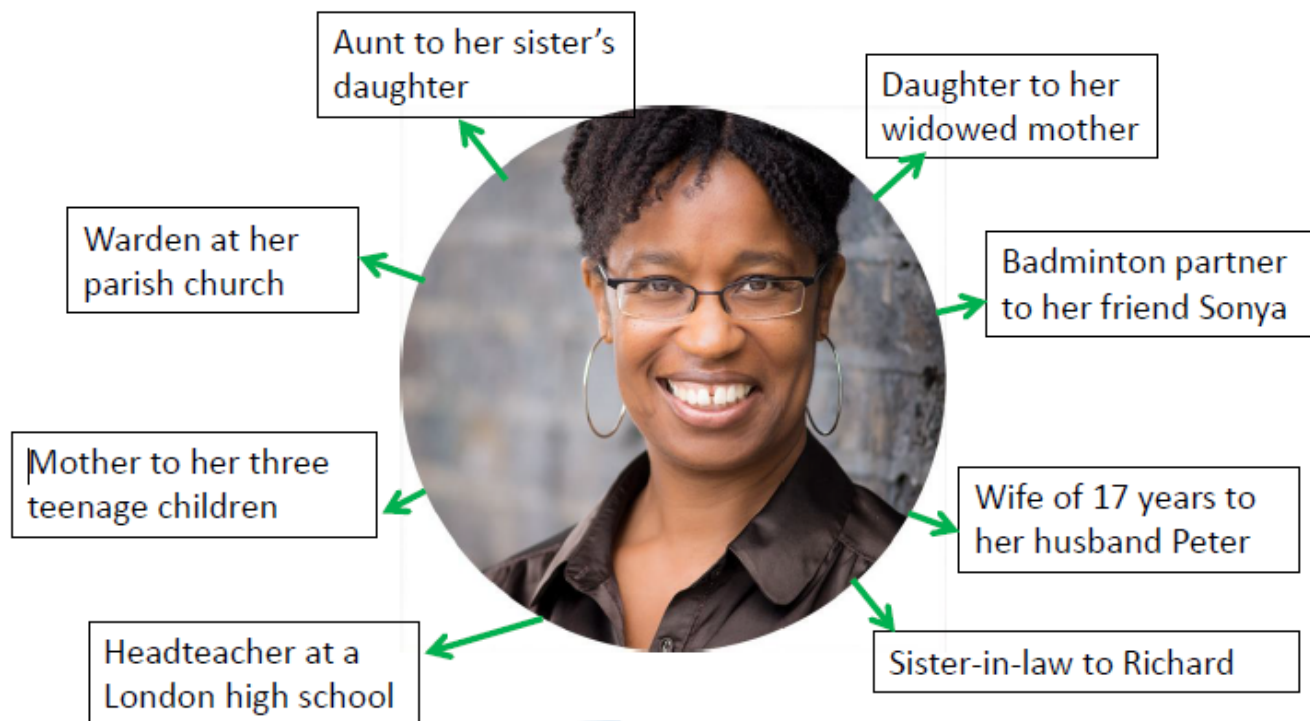 Aunt to her sister’s
daughter
Daughter to her
widowed mother
Warden at her
parish church
Badminton partner
to her friend Sonya
Mother to her three
teenage children
Wife of 17 years to
her husband Peter
Headteacher at a
London high school
Sister-in-law to Richard